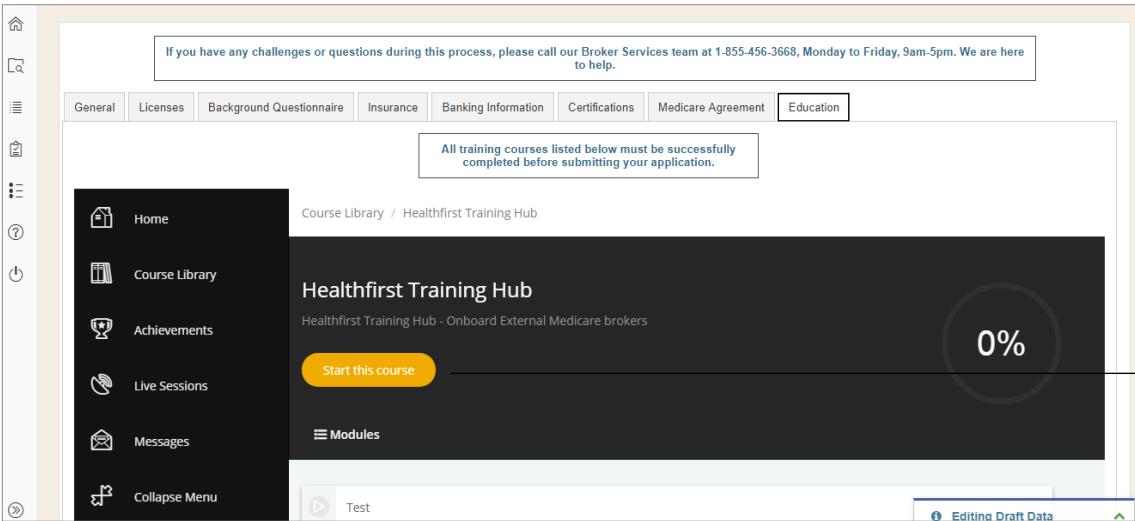 If you have any challenges or questions during this process, please call our Broker Services team at 1-855-456-3668, Monday to Friday, 9am-5pm. We are here
to help.
General
Licenses
Background Questionnaire
Insurance
Banking Information
Certifications
Medicare Agreement
Education
All training courses listed below must be successfully
completed before submitting your application.
Home
Course Library
Achievements
Live Sessions
Messages
Collapse Menu
Course Library / Healthfirst Training Hub
Healthfirst Training Hub
Healthfirst Training Hub - Onboard External Medicare brokers
0%
Start this course
Modules
Test
Editing Draft Data